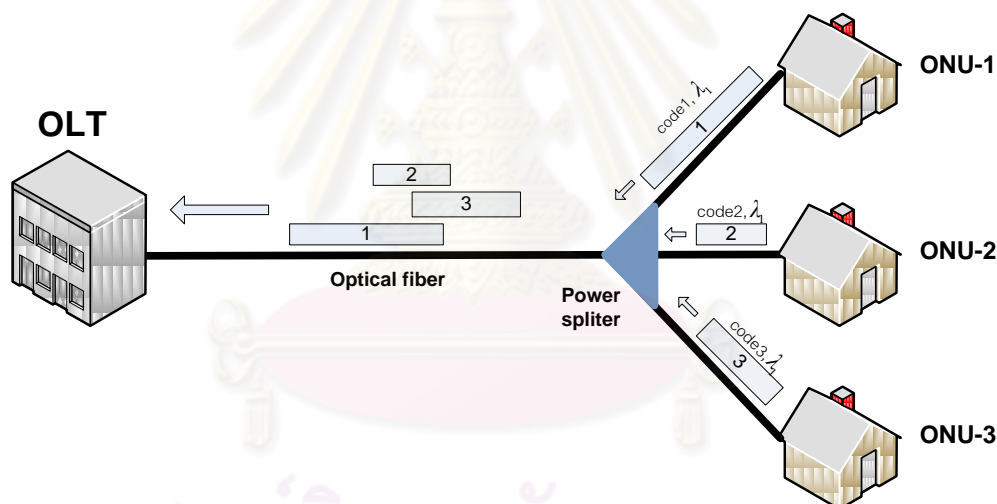 ONU-1
code1, λ1
1
OLT
2
3
1
code2, λ1
2
ONU-2
Optical fiber
Power
spliter
code3, λ1
3
ONU-3